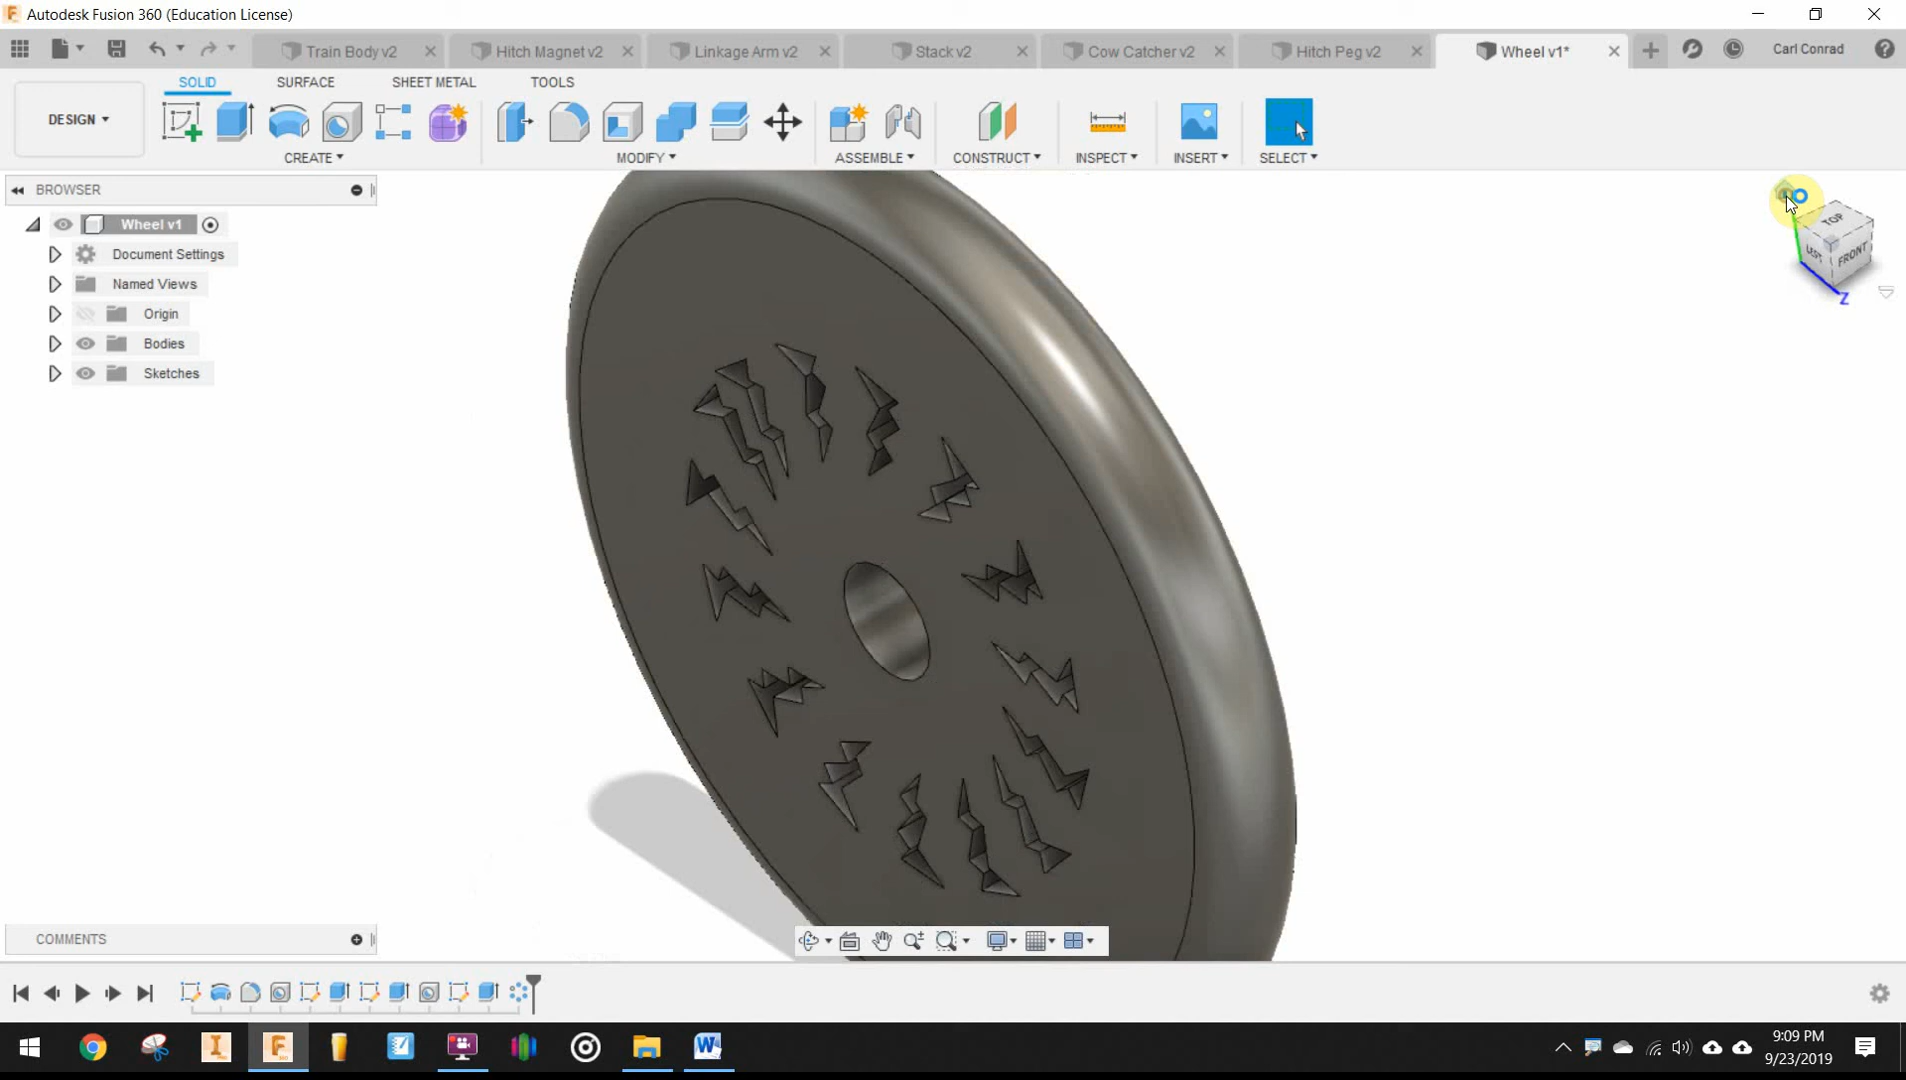 Autodesk Fusion 360 (Education License)
Train Body v2
Hitch Magnet v2
Linkage Arm v2
Stack v2
Cow Catcher v2
Hitch Peg v2
Wheel v1*
Carl Conrad
SOLID
SURFACE
SHEET METAL
TOOLS
DESIGN
CREATE
MODIFY
ASSEMBLE
CONSTRUCT
INSPECT
INSERT
SELECT
BROWSER
Wheel v1
Document Settings
Named Views
Origin
Bodies
Sketches
TOP
LEFT
FRONT
Z
COMMENTS
9:09 PM
9/23/2019